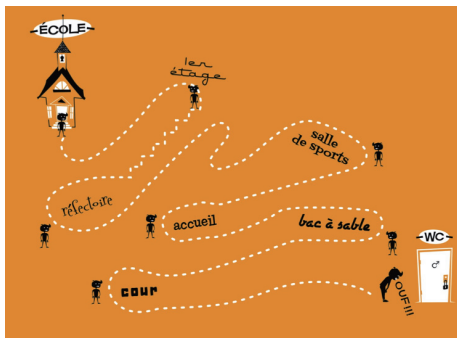 ÉCOLE
1er
étage
salle
de sports
réfectoire
accueil
bac à sable
WC
cour
OUF!!!